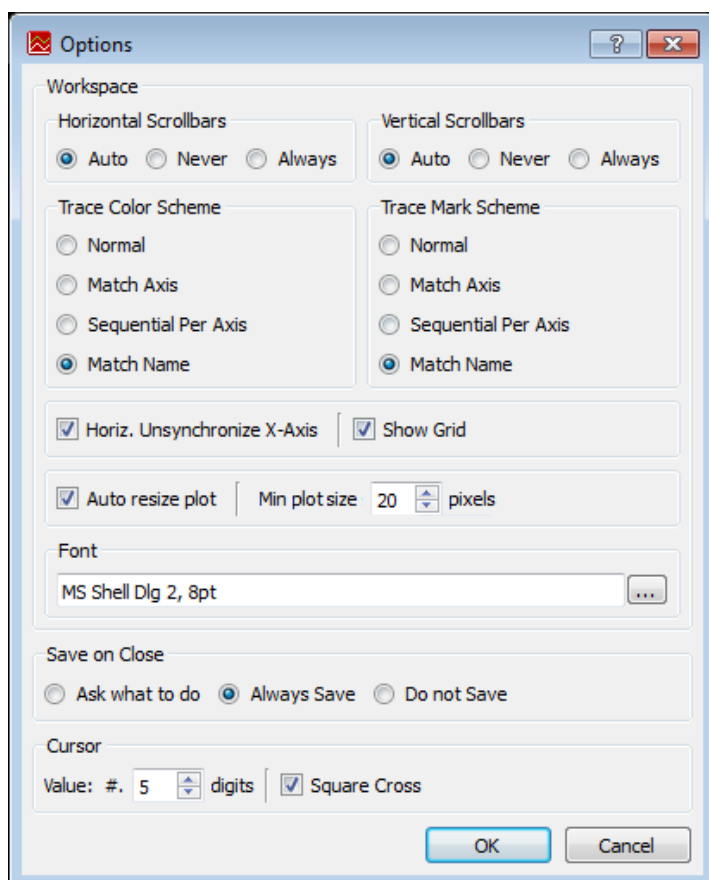 Options
Workspace
Horizontal Scrollbars
Vertical Scrollbars
Auto Never Always
Auto Never Always
Trace Color Scheme
Trace Mark Scheme
Normal
Normal
Match Axis
Match Axis
Sequential Per Axis
Sequential Per Axis
Match Name
Match Name
Horiz. Unsynchronize X-Axis
Show Grid
Auto resize plot
Min plot size 20 pixels
Font
MS Shell Dlg 2, 8pt
...
Save on Close
Ask what to do Always Save Do not Save
Cursor
Value: #. 5 digits
Square Cross
OK
Cancel